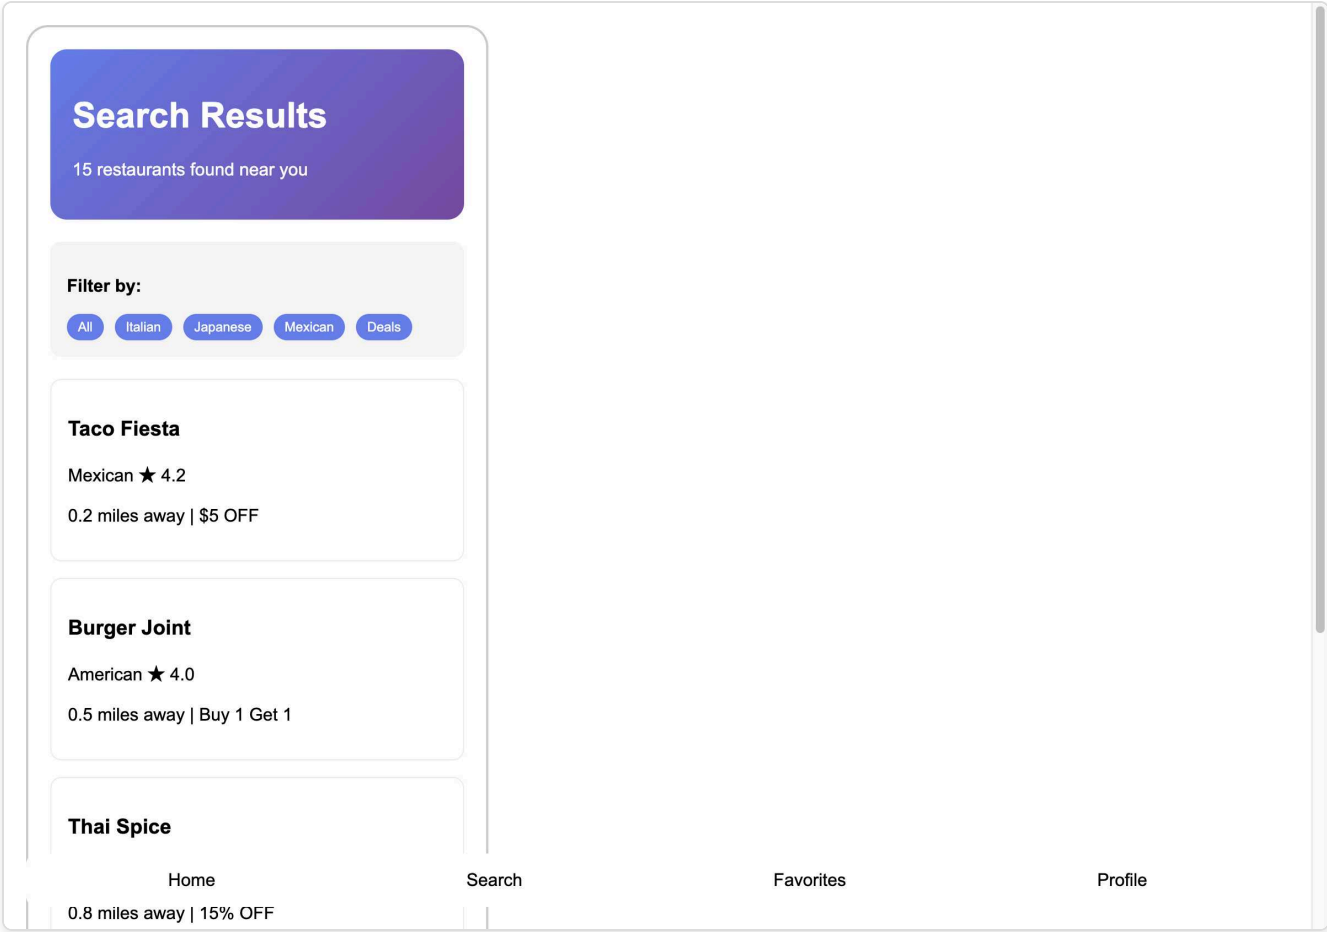 Search Results
15 restaurants found near you
Filter by:
All Italian Japanese Mexican Deals
Taco Fiesta
Mexican ★ 4.2
0.2 miles away | $5 OFF
Burger Joint
American ★ 4.0
0.5 miles away | Buy 1 Get 1
Thai Spice
Home Search Favorites Profile
0.8 miles away | 15% OFF